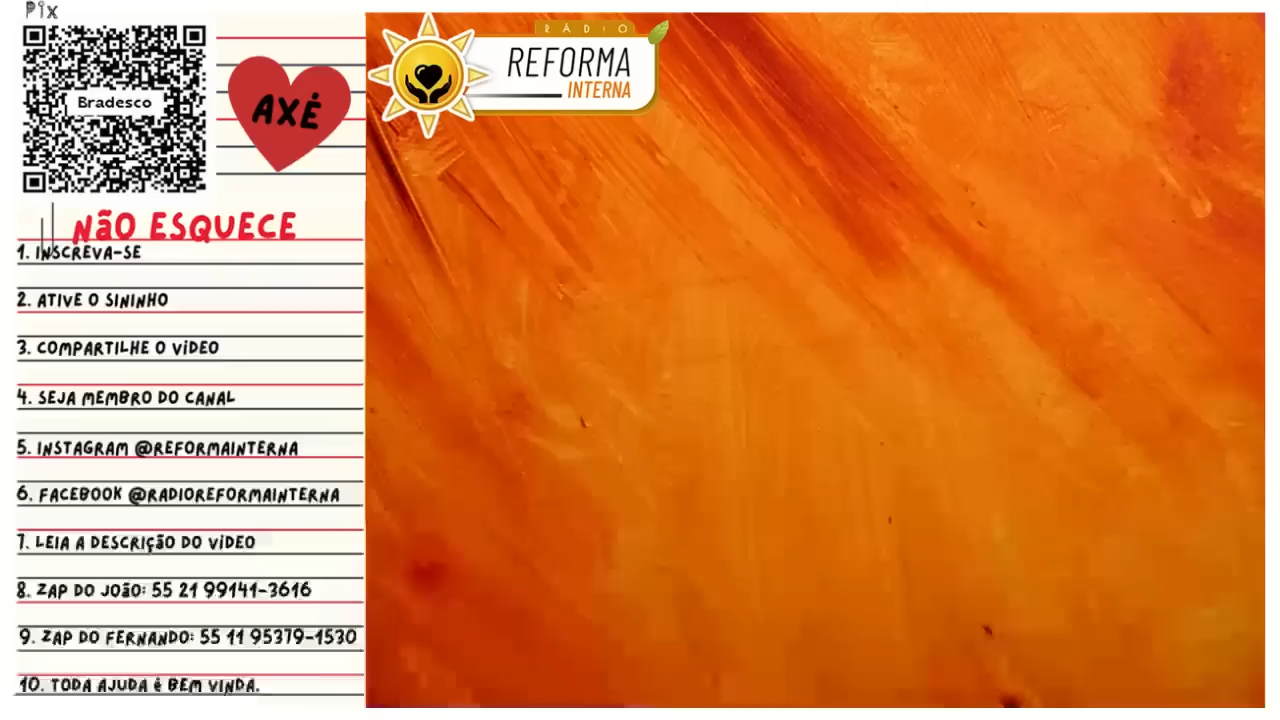 Pix
Bradesco
AXÉ
NÃO ESQUECE
1. INSCREVA-SE
2. ATIVE O SININHO
3. COMPARTILHE O VÍDEO
4. SEJA MEMBRO DO CANAL
5. INSTAGRAM @REFORMAINTERNA
6. FACEBOOK @RADIOREFORMAINTERNA
7. LEIA A DESCRIÇÃO DO VÍDEO
8. ZAP DO JOÃO: 55 21 99141-3616
9. ZAP DO FERNANDO: 55 11 95379-1530
10. TODA AJUDA É BEM VINDA.
RÁDIO
REFORMA
INTERNA